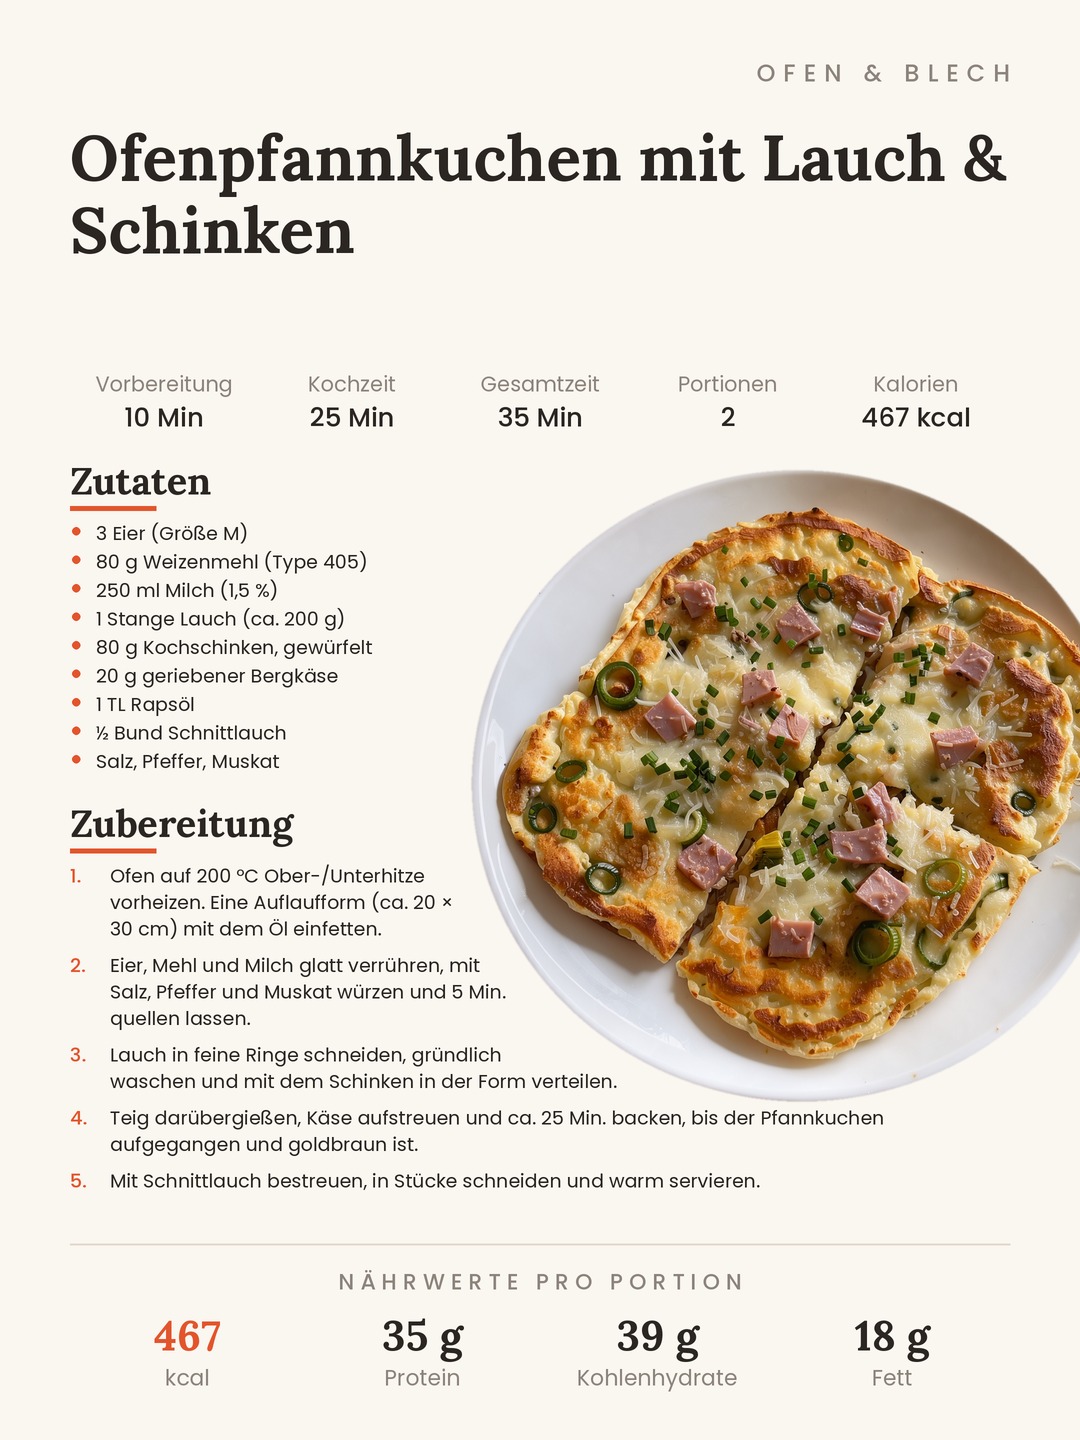 OFEN & BLECH
Ofenpfannkuchen mit Lauch &
Schinken
Vorbereitung Kochzeit Gesamtzeit Portionen Kalorien
10 Min 25 Min 35 Min 2 467 kcal
Zutaten
• 3 Eier (Größe M)
• 80 g Weizenmehl (Type 405)
• 250 ml Milch (1,5 %)
• 1 Stange Lauch (ca. 200 g)
• 80 g Kochschinken, gewürfelt
• 20 g geriebener Bergkäse
• 1 TL Rapsöl
• ½ Bund Schnittlauch
• Salz, Pfeffer, Muskat
Zubereitung
1. Ofen auf 200 °C Ober-/Unterhitze
vorheizen. Eine Auflaufform (ca. 20 ×
30 cm) mit dem Öl einfetten.
2. Eier, Mehl und Milch glatt verrühren, mit
Salz, Pfeffer und Muskat würzen und 5 Min.
quellen lassen.
3. Lauch in feine Ringe schneiden, gründlich
waschen und mit dem Schinken in der Form verteilen.
4. Teig darübergießen, Käse aufstreuen und ca. 25 Min. backen, bis der Pfannkuchen
aufgegangen und goldbraun ist.
5. Mit Schnittlauch bestreuen, in Stücke schneiden und warm servieren.
NÄHRWERTE PRO PORTION
467 35 g 39 g 18 g
kcal Protein Kohlenhydrate Fett